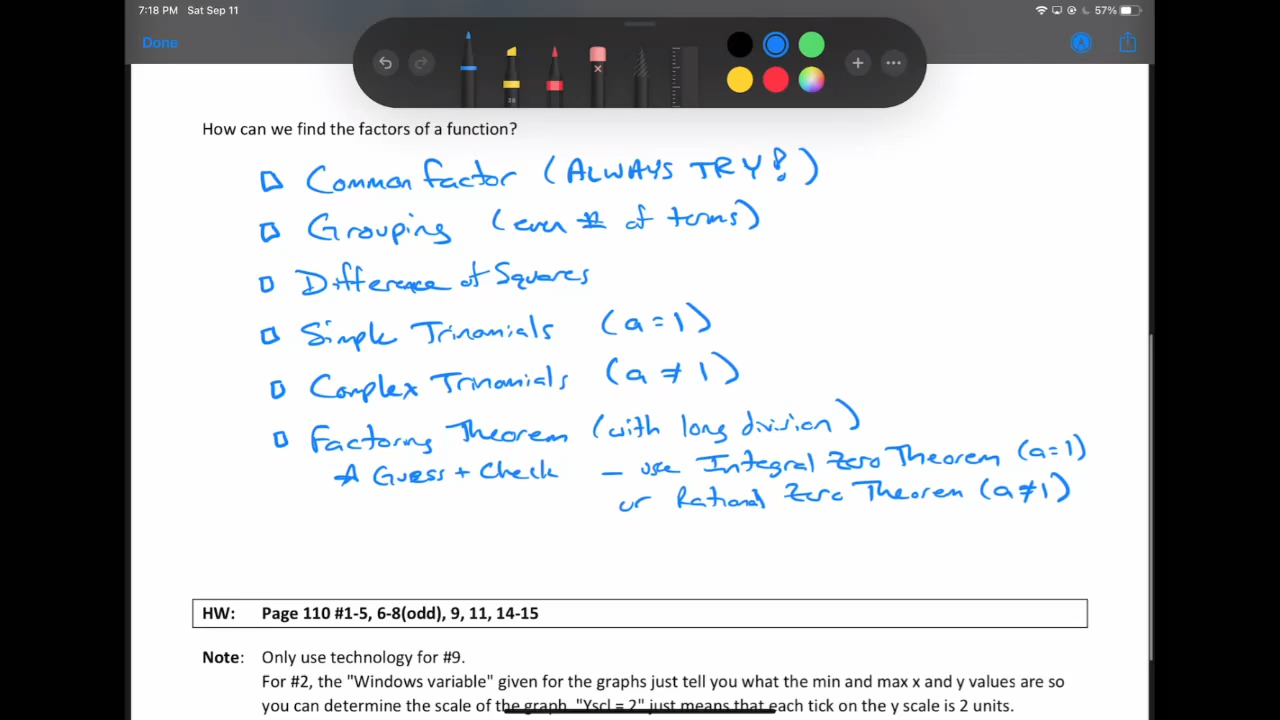 7:18 PM Sat Sep 11
57%
Done
How can we find the factors of a function?
Common factor (ALWAYS TRY!)
Grouping (even # of terms)
Difference of Squares
Simple Trinomials (a = 1)
Complex Trinomials (a ≠ 1)
Factoring Theorem (with long division)
Guess + Check – use Integral Zero Theorem (a=1)
or Rational Zero Theorem (a≠1)
HW: Page 110 #1-5, 6-8(odd), 9, 11, 14-15
Note: Only use technology for #9.
For #2, the "Windows variable" given for the graphs just tell you what the min and max x and y values are so
you can determine the scale of the graph. "Yscl = 2" just means that each tick on the y scale is 2 units.